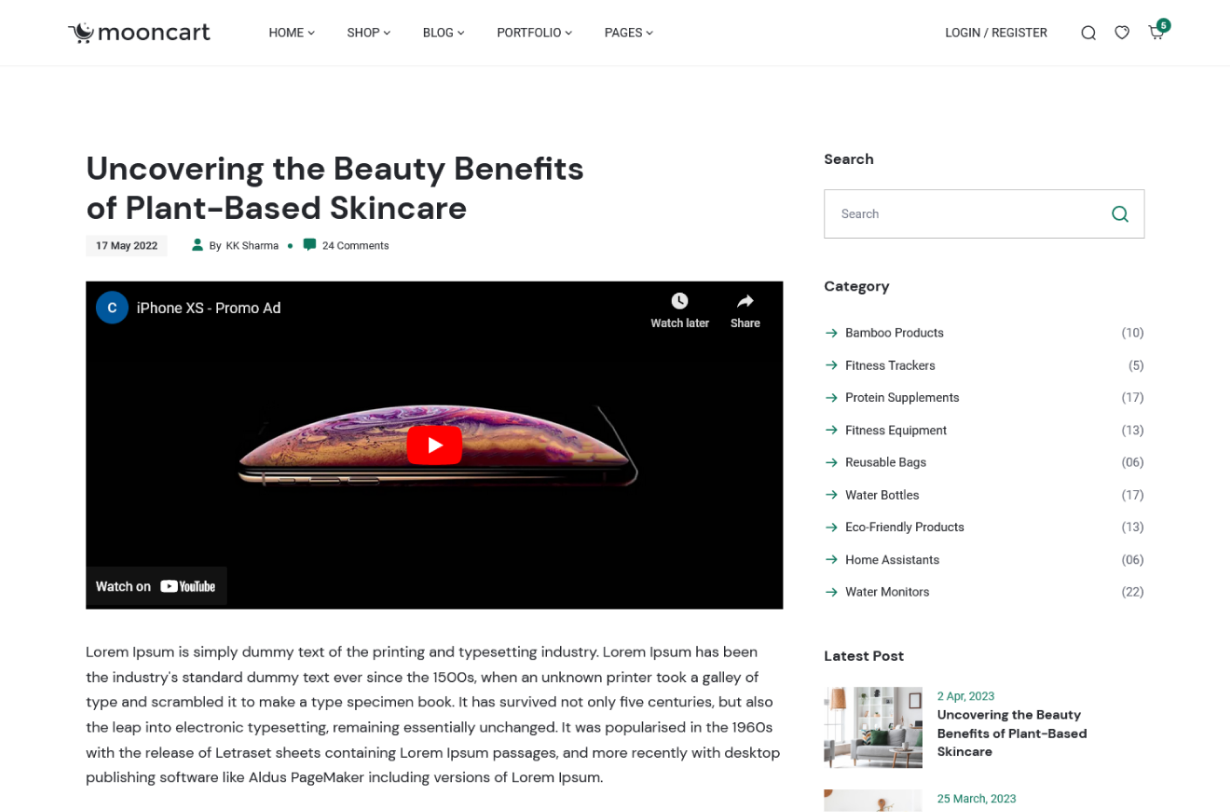 mooncart
HOME
SHOP
BLOG
PORTFOLIO
PAGES
LOGIN / REGISTER
5
Uncovering the Beauty Benefits
of Plant-Based Skincare
17 May 2022
By KK Sharma
24 Comments
C
iPhone XS - Promo Ad
Watch later
Share
Watch on YouTube
Lorem Ipsum is simply dummy text of the printing and typesetting industry. Lorem Ipsum has been
the industry's standard dummy text ever since the 1500s, when an unknown printer took a galley of
type and scrambled it to make a type specimen book. It has survived not only five centuries, but also
the leap into electronic typesetting, remaining essentially unchanged. It was popularised in the 1960s
with the release of Letraset sheets containing Lorem Ipsum passages, and more recently with desktop
publishing software like Aldus PageMaker including versions of Lorem Ipsum.
Search
Search
Category
Bamboo Products (10)
Fitness Trackers (5)
Protein Supplements (17)
Fitness Equipment (13)
Reusable Bags (06)
Water Bottles (17)
Eco-Friendly Products (13)
Home Assistants (06)
Water Monitors (22)
Latest Post
2 Apr, 2023
Uncovering the Beauty
Benefits of Plant-Based
Skincare
25 March, 2023